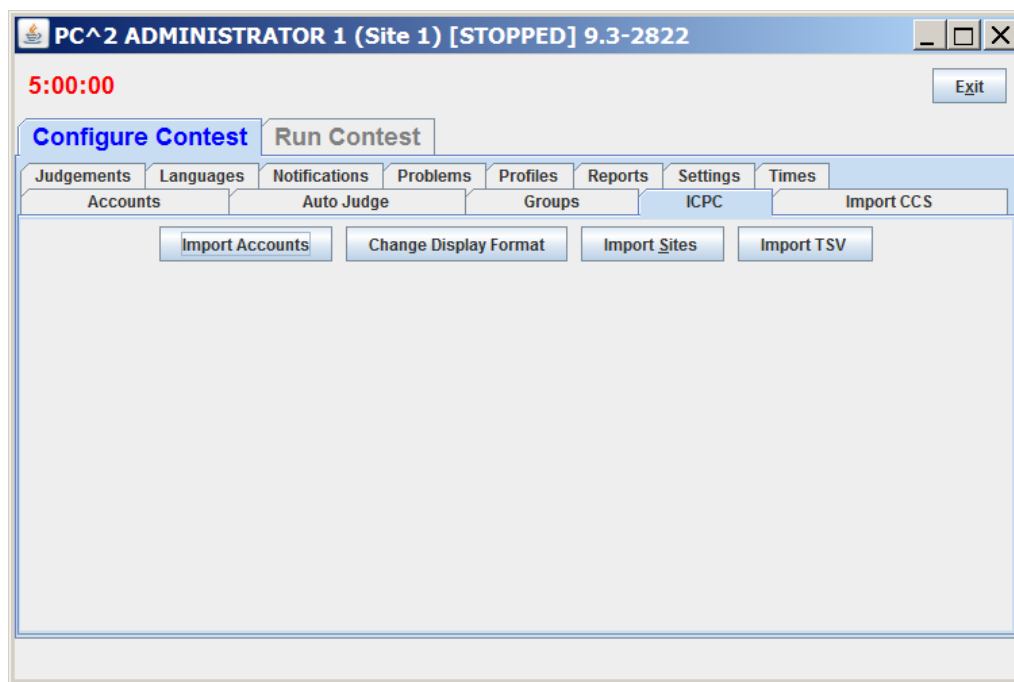 PC^2 ADMINISTRATOR 1 (Site 1) [STOPPED] 9.3-2822
5:00:00 Exit
Configure Contest Run Contest
Judgements Languages Notifications Problems Profiles Reports Settings Times
Accounts Auto Judge Groups ICPC Import CCS
Import Accounts Change Display Format Import Sites Import TSV